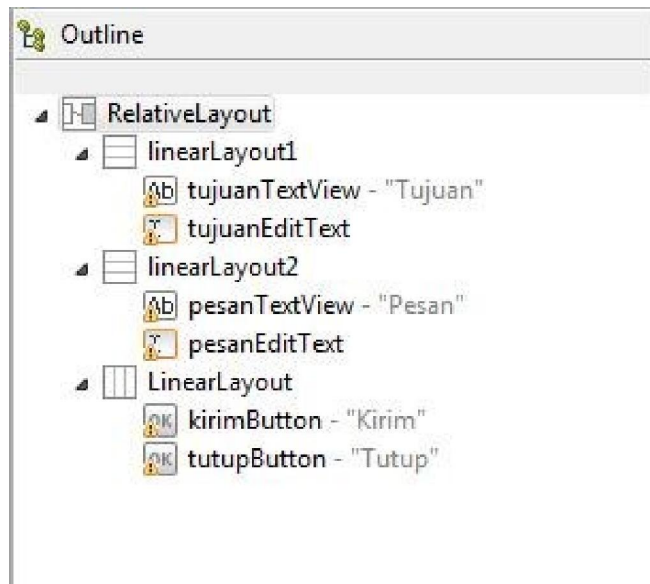 Outline
RelativeLayout
linearLayout1
tujuanTextView - "Tujuan"
tujuanEditText
linearLayout2
pesanTextView - "Pesan"
pesanEditText
LinearLayout
kirimButton - "Kirim"
tutupButton - "Tutup"